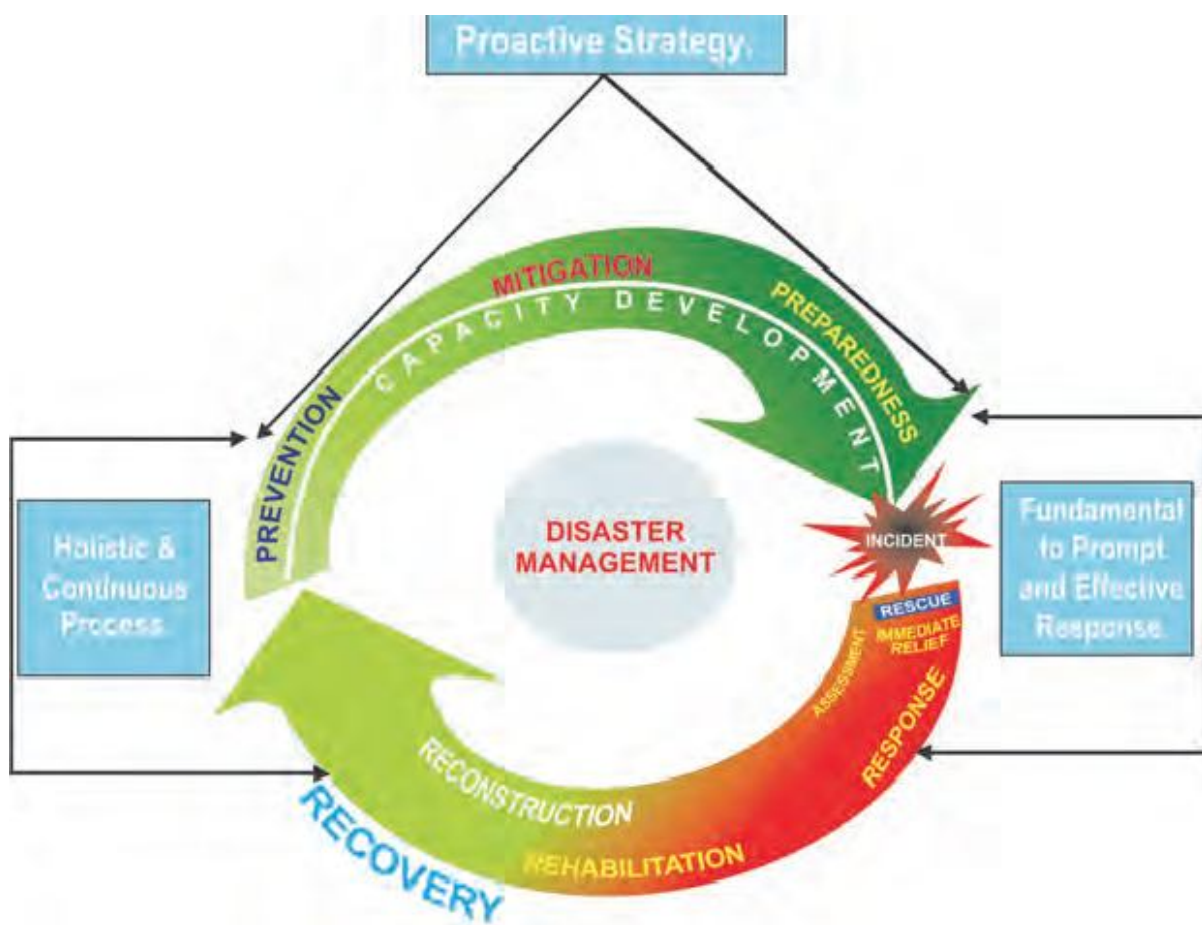 Proactive Strategy.
MITIGATION
CAPACITY DEVELOPMENT
PREPAREDNESS
PREVENTION
Holistic &
Continuous
Process
DISASTER
MANAGEMENT
INCIDENT
Fundamental
to Prompt
and Effective
Response
RESCUE
IMMEDIATE
RELIEF
ASSESSMENT
RESPONSE
RECONSTRUCTION
REHABILITATION
RECOVERY